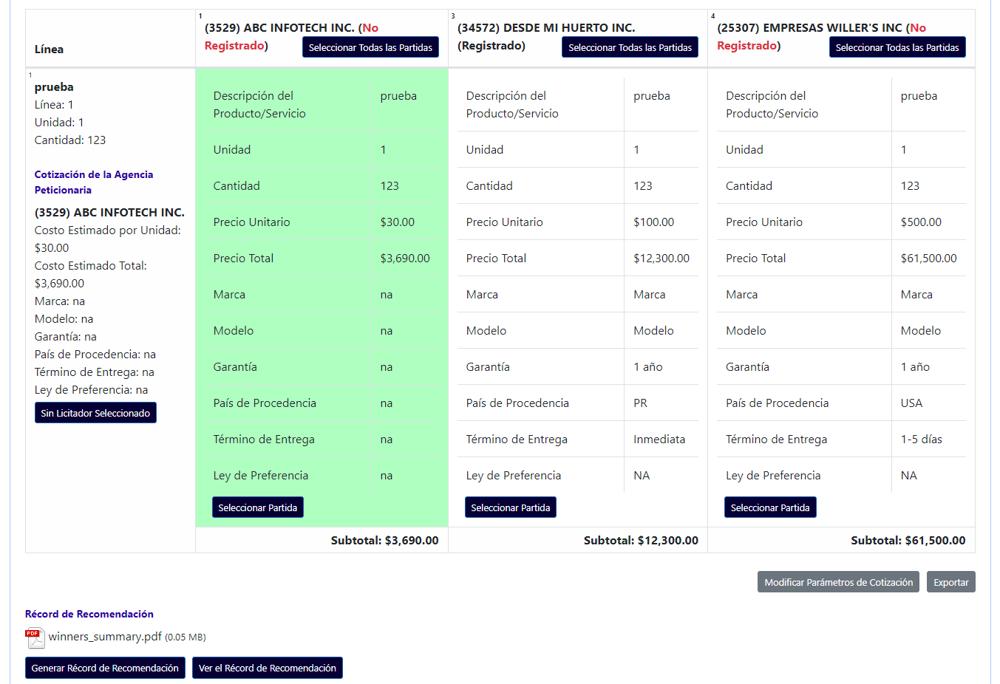 Línea
1
(3529) ABC INFOTECH INC. (No
Registrado)
Seleccionar Todas las Partidas
3
(34572) DESDE MI HUERTO INC.
(Registrado)
Seleccionar Todas las Partidas
4
(25307) EMPRESAS WILLER'S INC (No
Registrado)
Seleccionar Todas las Partidas
1
prueba
Línea: 1
Unidad: 1
Cantidad: 123
Cotización de la Agencia
Peticionaria
(3529) ABC INFOTECH INC.
Costo Estimado por Unidad:
$30.00
Costo Estimado Total:
$3,690.00
Marca: na
Modelo: na
Garantía: na
País de Procedencia: na
Término de Entrega: na
Ley de Preferencia: na
Sin Licitador Seleccionado
Descripción del prueba
Producto/Servicio
Unidad 1
Cantidad 123
Precio Unitario $30.00
Precio Total $3,690.00
Marca na
Modelo na
Garantía na
País de Procedencia na
Término de Entrega na
Ley de Preferencia na
Seleccionar Partida
Subtotal: $3,690.00
Descripción del prueba
Producto/Servicio
Unidad 1
Cantidad 123
Precio Unitario $100.00
Precio Total $12,300.00
Marca Marca
Modelo Modelo
Garantía 1 año
País de Procedencia PR
Término de Entrega Inmediata
Ley de Preferencia NA
Seleccionar Partida
Subtotal: $12,300.00
Descripción del prueba
Producto/Servicio
Unidad 1
Cantidad 123
Precio Unitario $500.00
Precio Total $61,500.00
Marca Marca
Modelo Modelo
Garantía 1 año
País de Procedencia USA
Término de Entrega 1-5 días
Ley de Preferencia NA
Seleccionar Partida
Subtotal: $61,500.00
Modificar Parámetros de Cotización Exportar
Récord de Recomendación
PDF winners_summary.pdf (0.05 MB)
Generar Récord de Recomendación Ver el Récord de Recomendación